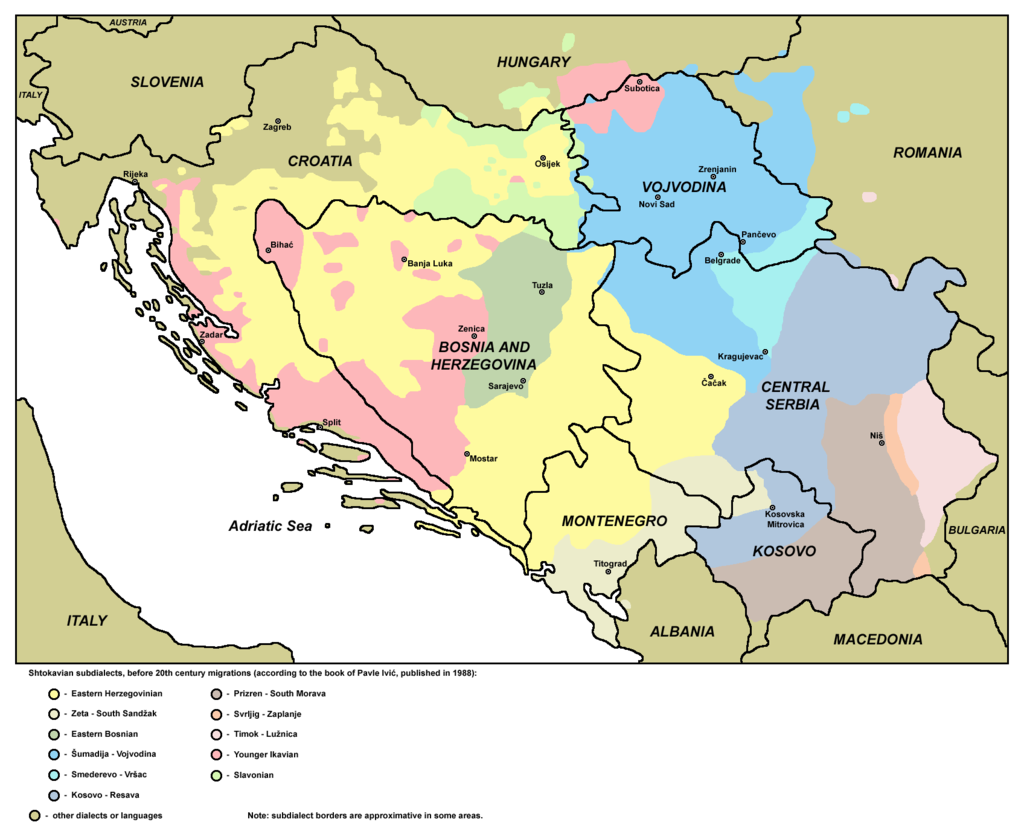 AUSTRIA
HUNGARY
SLOVENIA
ITALY
Subotica
Zagreb
CROATIA
Osijek
ROMANIA
Rijeka
Zrenjanin
VOJVODINA
Novi Sad
Pančevo
Bihać
Banja Luka
Belgrade
Tuzla
Zadar
Zenica
BOSNIA AND
HERZEGOVINA
Kragujevac
Sarajevo
Čačak
CENTRAL
SERBIA
Split
Niš
Mostar
Adriatic Sea
MONTENEGRO
Kosovska
Mitrovica
BULGARIA
KOSOVO
Titograd
ITALY
ALBANIA
MACEDONIA
Shtokavian subdialects, before 20th century migrations (according to the book of Pavle Ivić, published in 1988):
- Eastern Herzegovinian
- Zeta - South Sandžak
- Eastern Bosnian
- Šumadija - Vojvodina
- Smederevo - Vršac
- Kosovo - Resava
- Prizren - South Morava
- Svrljig - Zaplanje
- Timok - Lužnica
- Younger Ikavian
- Slavonian
- other dialects or languages
Note: subdialect borders are approximative in some areas.